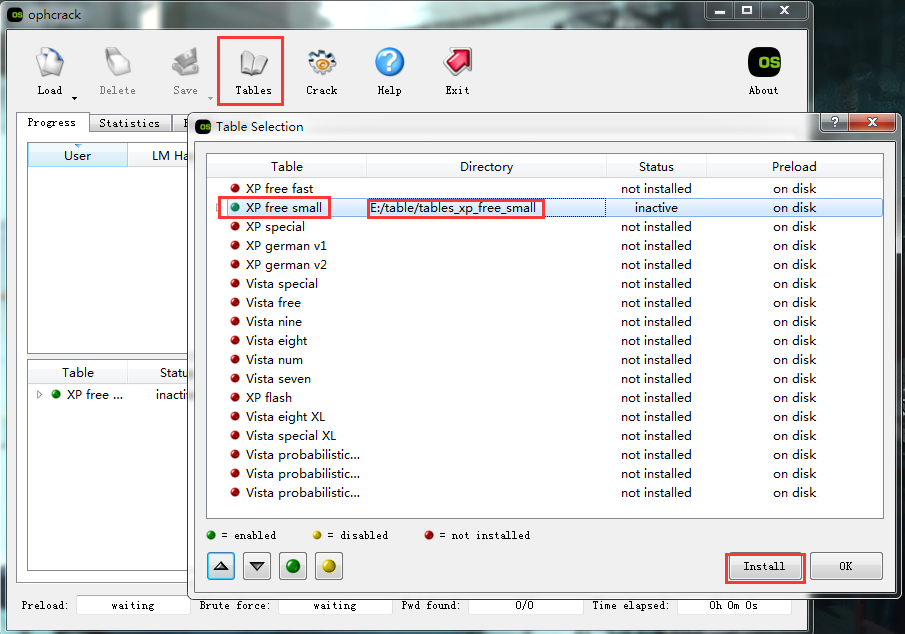 OS ophcrack
Load Delete Save Tables Crack Help Exit OS About
Progress Statistics
User LM Ha
Table Statu
XP free ... inacti
OS Table Selection
Table Directory Status Preload
XP free fast not installed on disk
XP free small E:/table/tables_xp_free_small inactive on disk
XP special not installed on disk
XP german v1 not installed on disk
XP german v2 not installed on disk
Vista special not installed on disk
Vista free not installed on disk
Vista nine not installed on disk
Vista eight not installed on disk
Vista num not installed on disk
Vista seven not installed on disk
XP flash not installed on disk
Vista eight XL not installed on disk
Vista special XL not installed on disk
Vista probabilistic... not installed on disk
Vista probabilistic... not installed on disk
Vista probabilistic... not installed on disk
= enabled = disabled = not installed
Install OK
Preload: waiting Brute force: waiting Pwd found: 0/0 Time elapsed: 0h 0m 0s